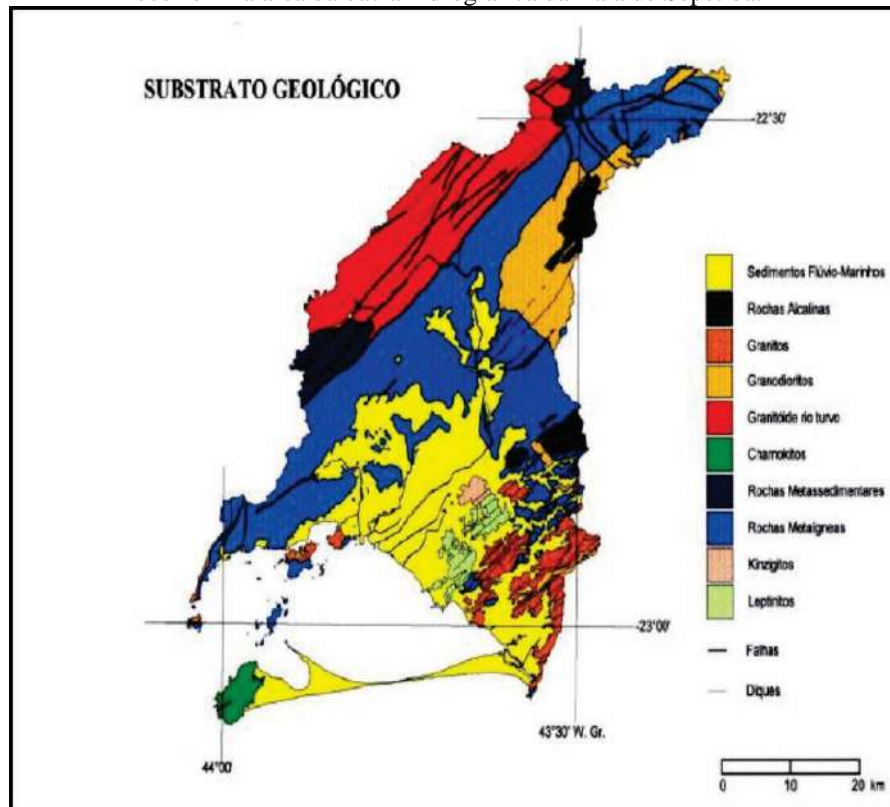 SUBSTRATO GEOLÓGICO
-22°30'
Sedimentos Flúvio-Marinhos
Rochas Alcalinas
Granitos
Granodioritos
Granitóide rio turvo
Charnokitos
Rochas Metassedimentares
Rochas Metaígneas
Kinzigitos
Leptinitos
Falhas
Diques
-23°00'
43°30' W. Gr.
44°00'
0 10 20 km